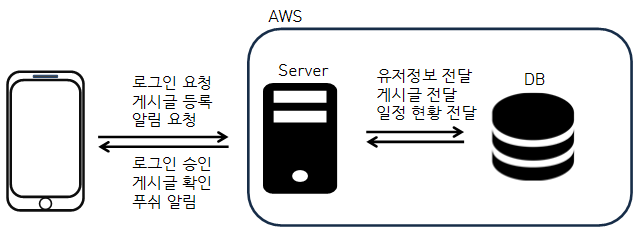 AWS
로그인 요청
게시글 등록
알림 요청
로그인 승인
게시글 확인
푸쉬 알림
Server
유저정보 전달
게시글 전달
일정 현황 전달
DB